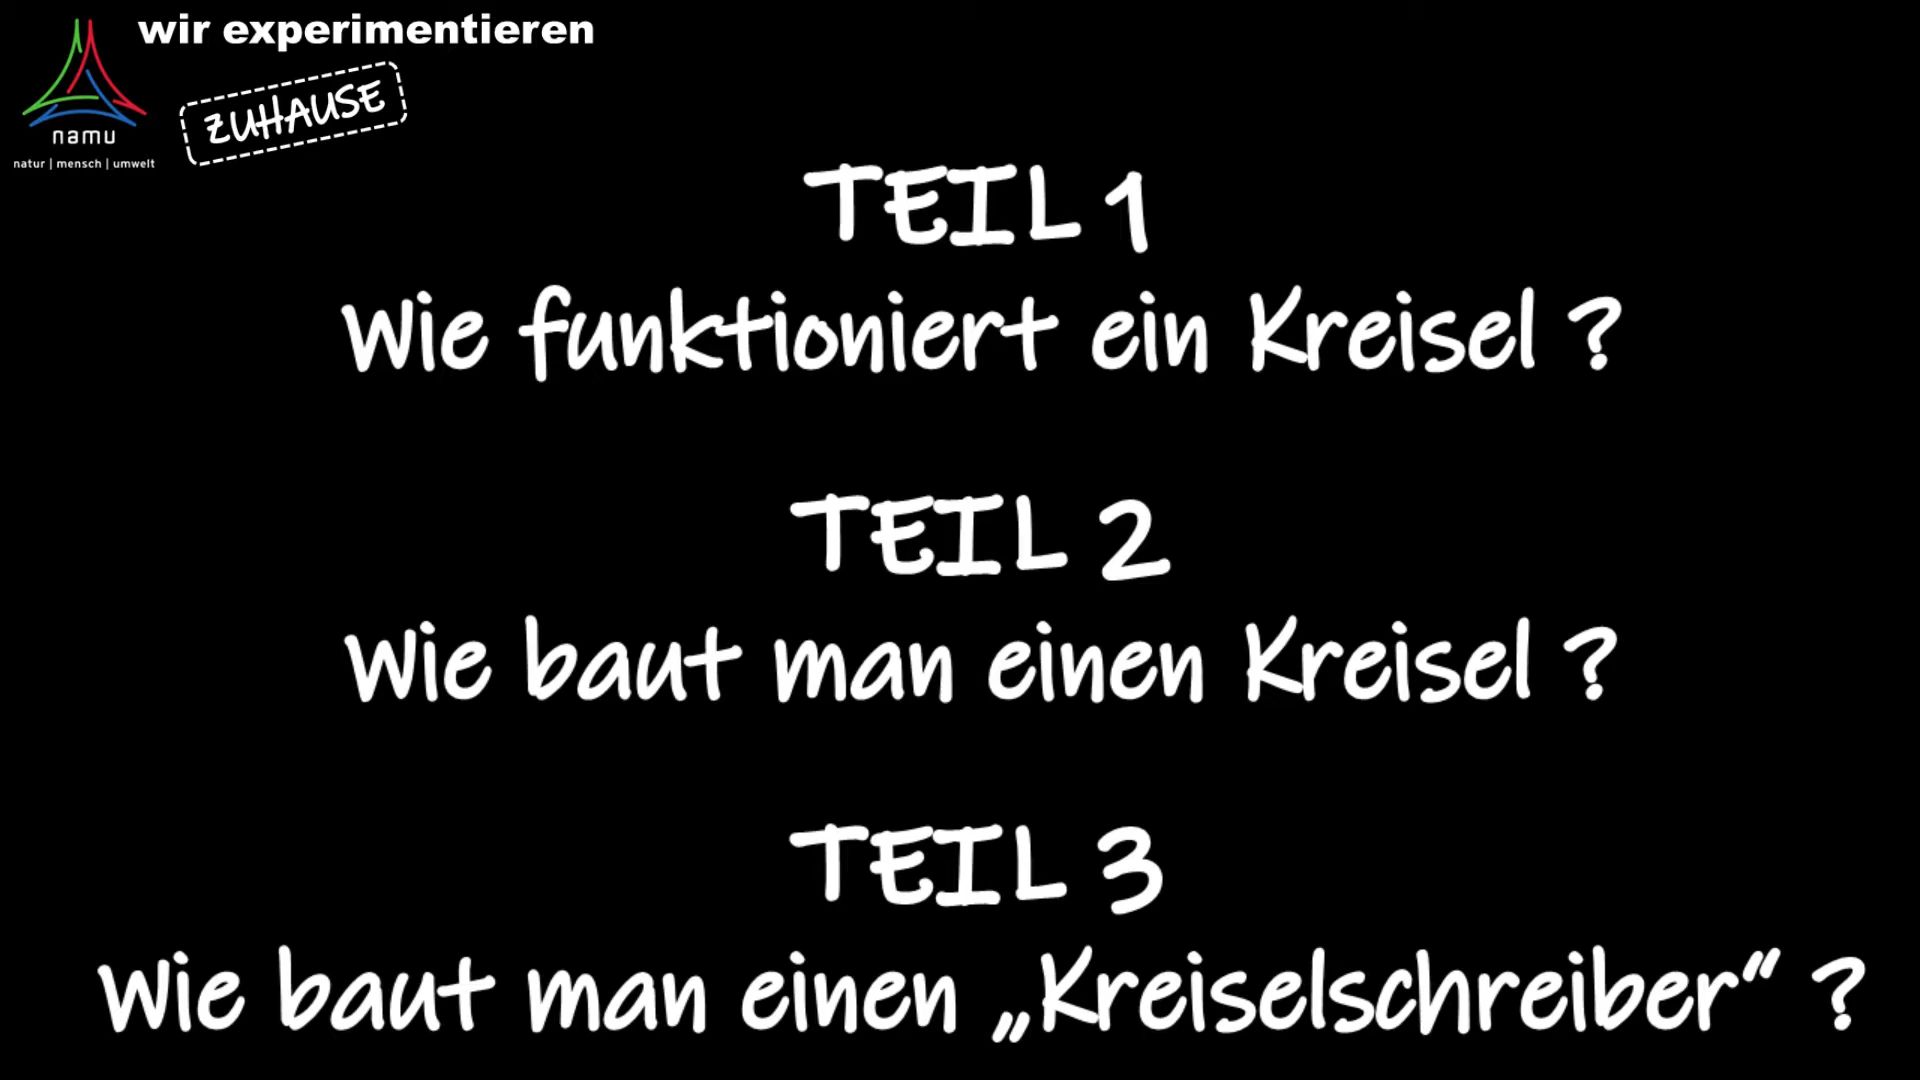 wir experimentieren
ZUHAUSE
namu
natur | mensch | umwelt
TEIL 1
Wie funktioniert ein Kreisel ?
TEIL 2
Wie baut man einen Kreisel ?
TEIL 3
Wie baut man einen „Kreiselschreiber“ ?